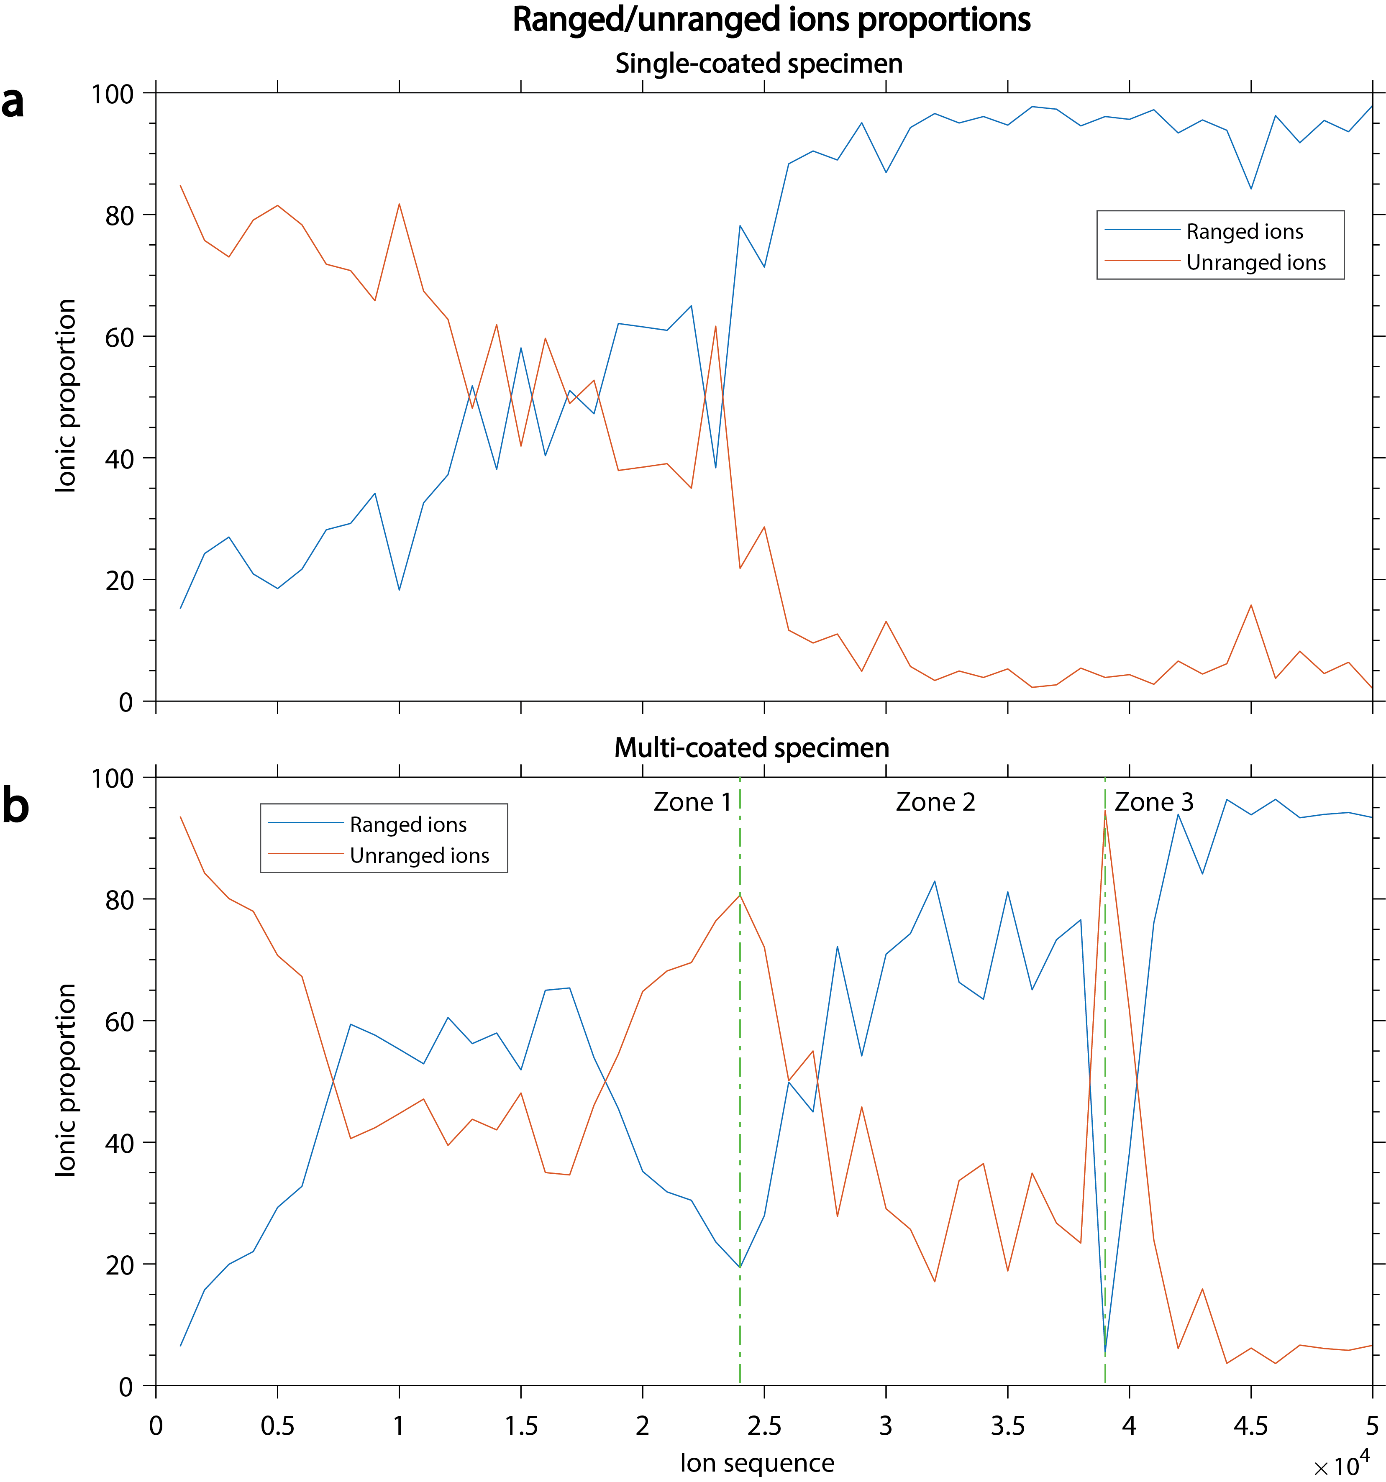 Ranged/unranged ions proportions
Single-coated specimen
a
100
80
60
40
20
0
Ionic proportion
Ranged ions
Unranged ions
Multi-coated specimen
b
100
80
60
40
20
0
Ionic proportion
Ranged ions
Unranged ions
Zone 1
Zone 2
Zone 3
0 0.5 1 1.5 2 2.5 3 3.5 4 4.5 5
Ion sequence
×10⁴